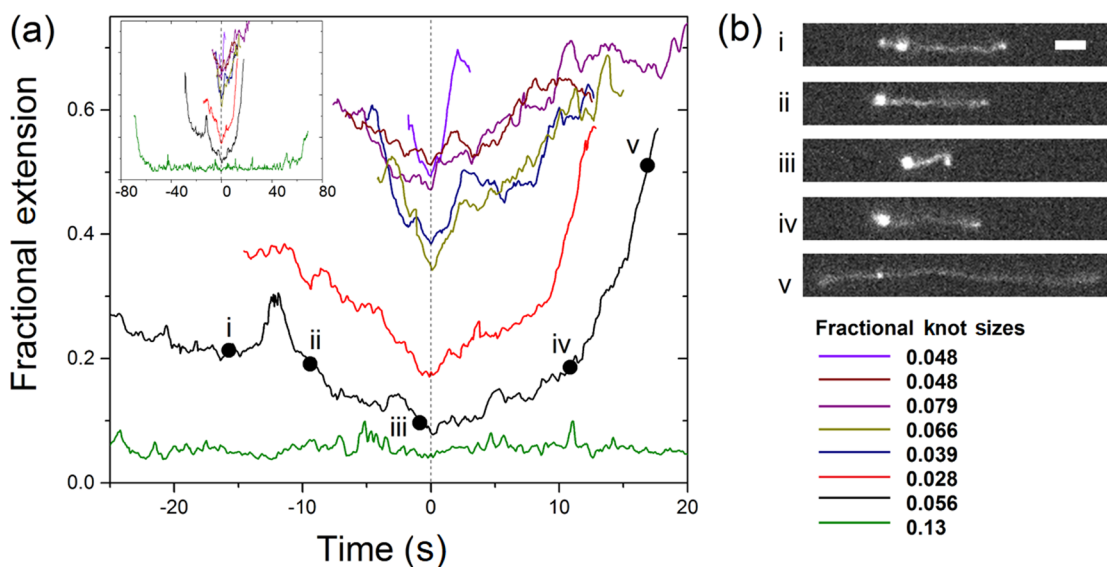 (a)
(b)
Fractional extension
0.6
0.4
0.2
0.0
-20
-10
0
10
20
Time (s)
-80
-40
0
40
80
i
ii
iii
iv
v
i
ii
iii
iv
v
Fractional knot sizes
0.048
0.048
0.079
0.066
0.039
0.028
0.056
0.13